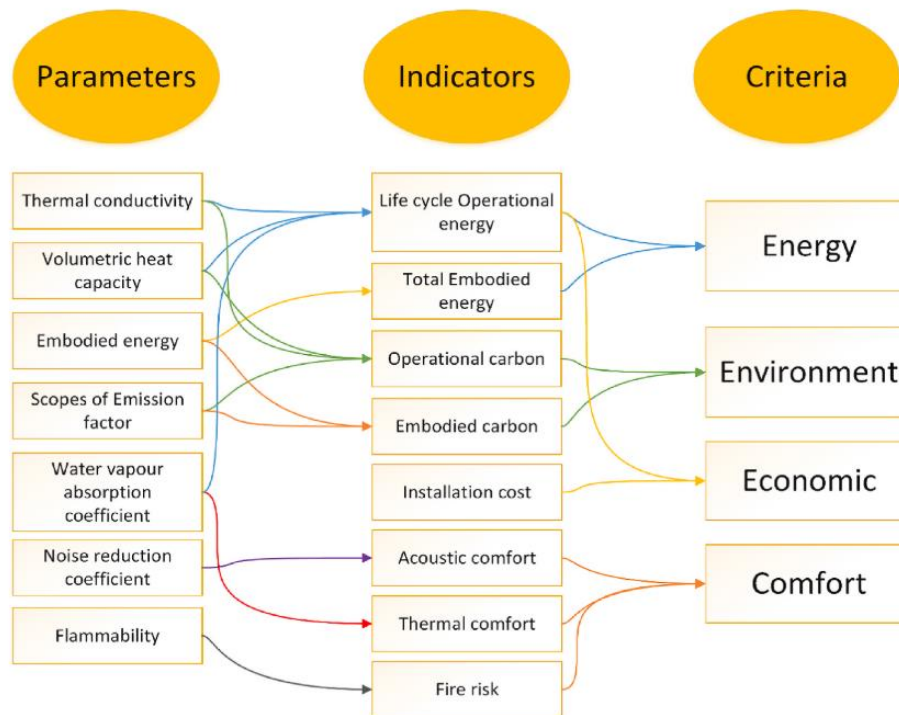 Parameters
Indicators
Criteria
Thermal conductivity
Volumetric heat
capacity
Embodied energy
Scopes of Emission
factor
Water vapour
absorption
coefficient
Noise reduction
coefficient
Flammability
Life cycle Operational
energy
Total Embodied
energy
Operational carbon
Embodied carbon
Installation cost
Acoustic comfort
Thermal comfort
Fire risk
Energy
Environment
Economic
Comfort